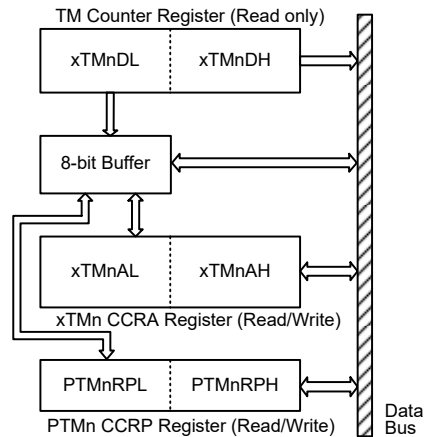 TM Counter Register (Read only)
xTMnDL xTMnDH
8-bit Buffer
xTMnAL xTMnAH
xTMn CCRA Register (Read/Write)
PTMnRPL PTMnRPH
PTMn CCRP Register (Read/Write)
Data
Bus